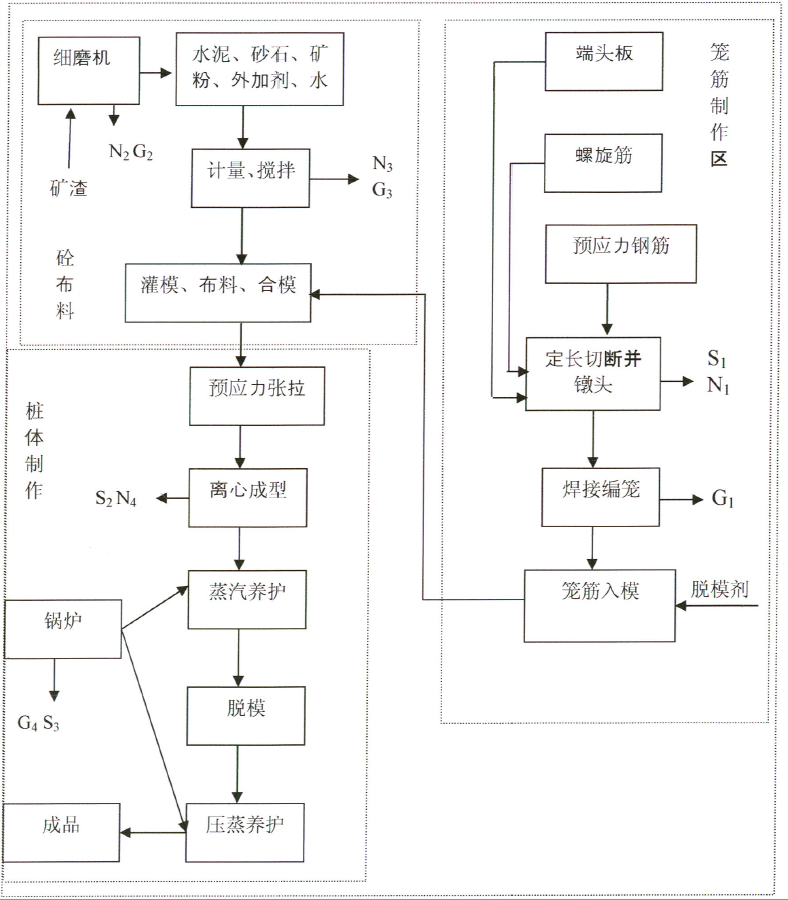 细磨机
水泥、砂石、矿
粉、外加剂、水
N2 G2
矿渣
计量、搅拌
N3
G3
砼
布
料
灌模、布料、合模
端头板
笼
筋
制
作
区
螺旋筋
预应力钢筋
定长切断并
镦头
S1
N1
焊接编笼
G1
笼筋入模
脱模剂
预应力张拉
桩
体
制
作
离心成型
S2 N4
蒸汽养护
锅炉
G4 S3
脱模
压蒸养护
成品